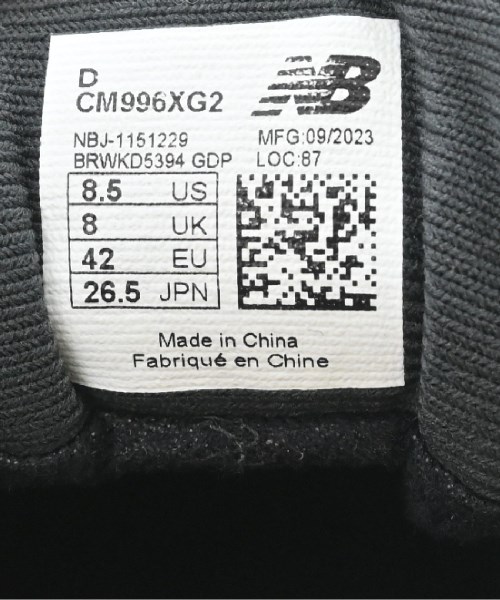 D
CM996XG2
NB
NBJ-1151229
MFG:09/2023
BRWKD5394 GDP
LOC:87
8.5 US
8 UK
42 EU
26.5 JPN
Made in China
Fabriqué en Chine